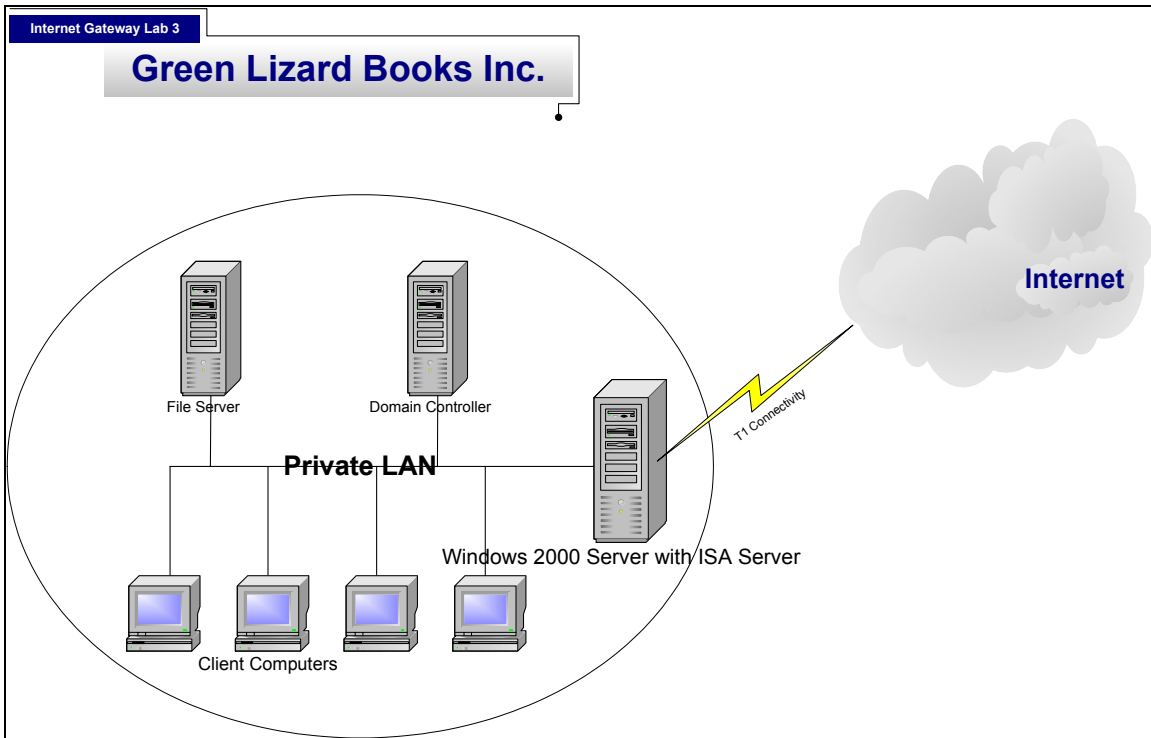 Internet Gateway Lab 3
Green Lizard Books Inc.
Internet
T1 Connectivity
File Server
Domain Controller
Private LAN
Windows 2000 Server with ISA Server
Client Computers